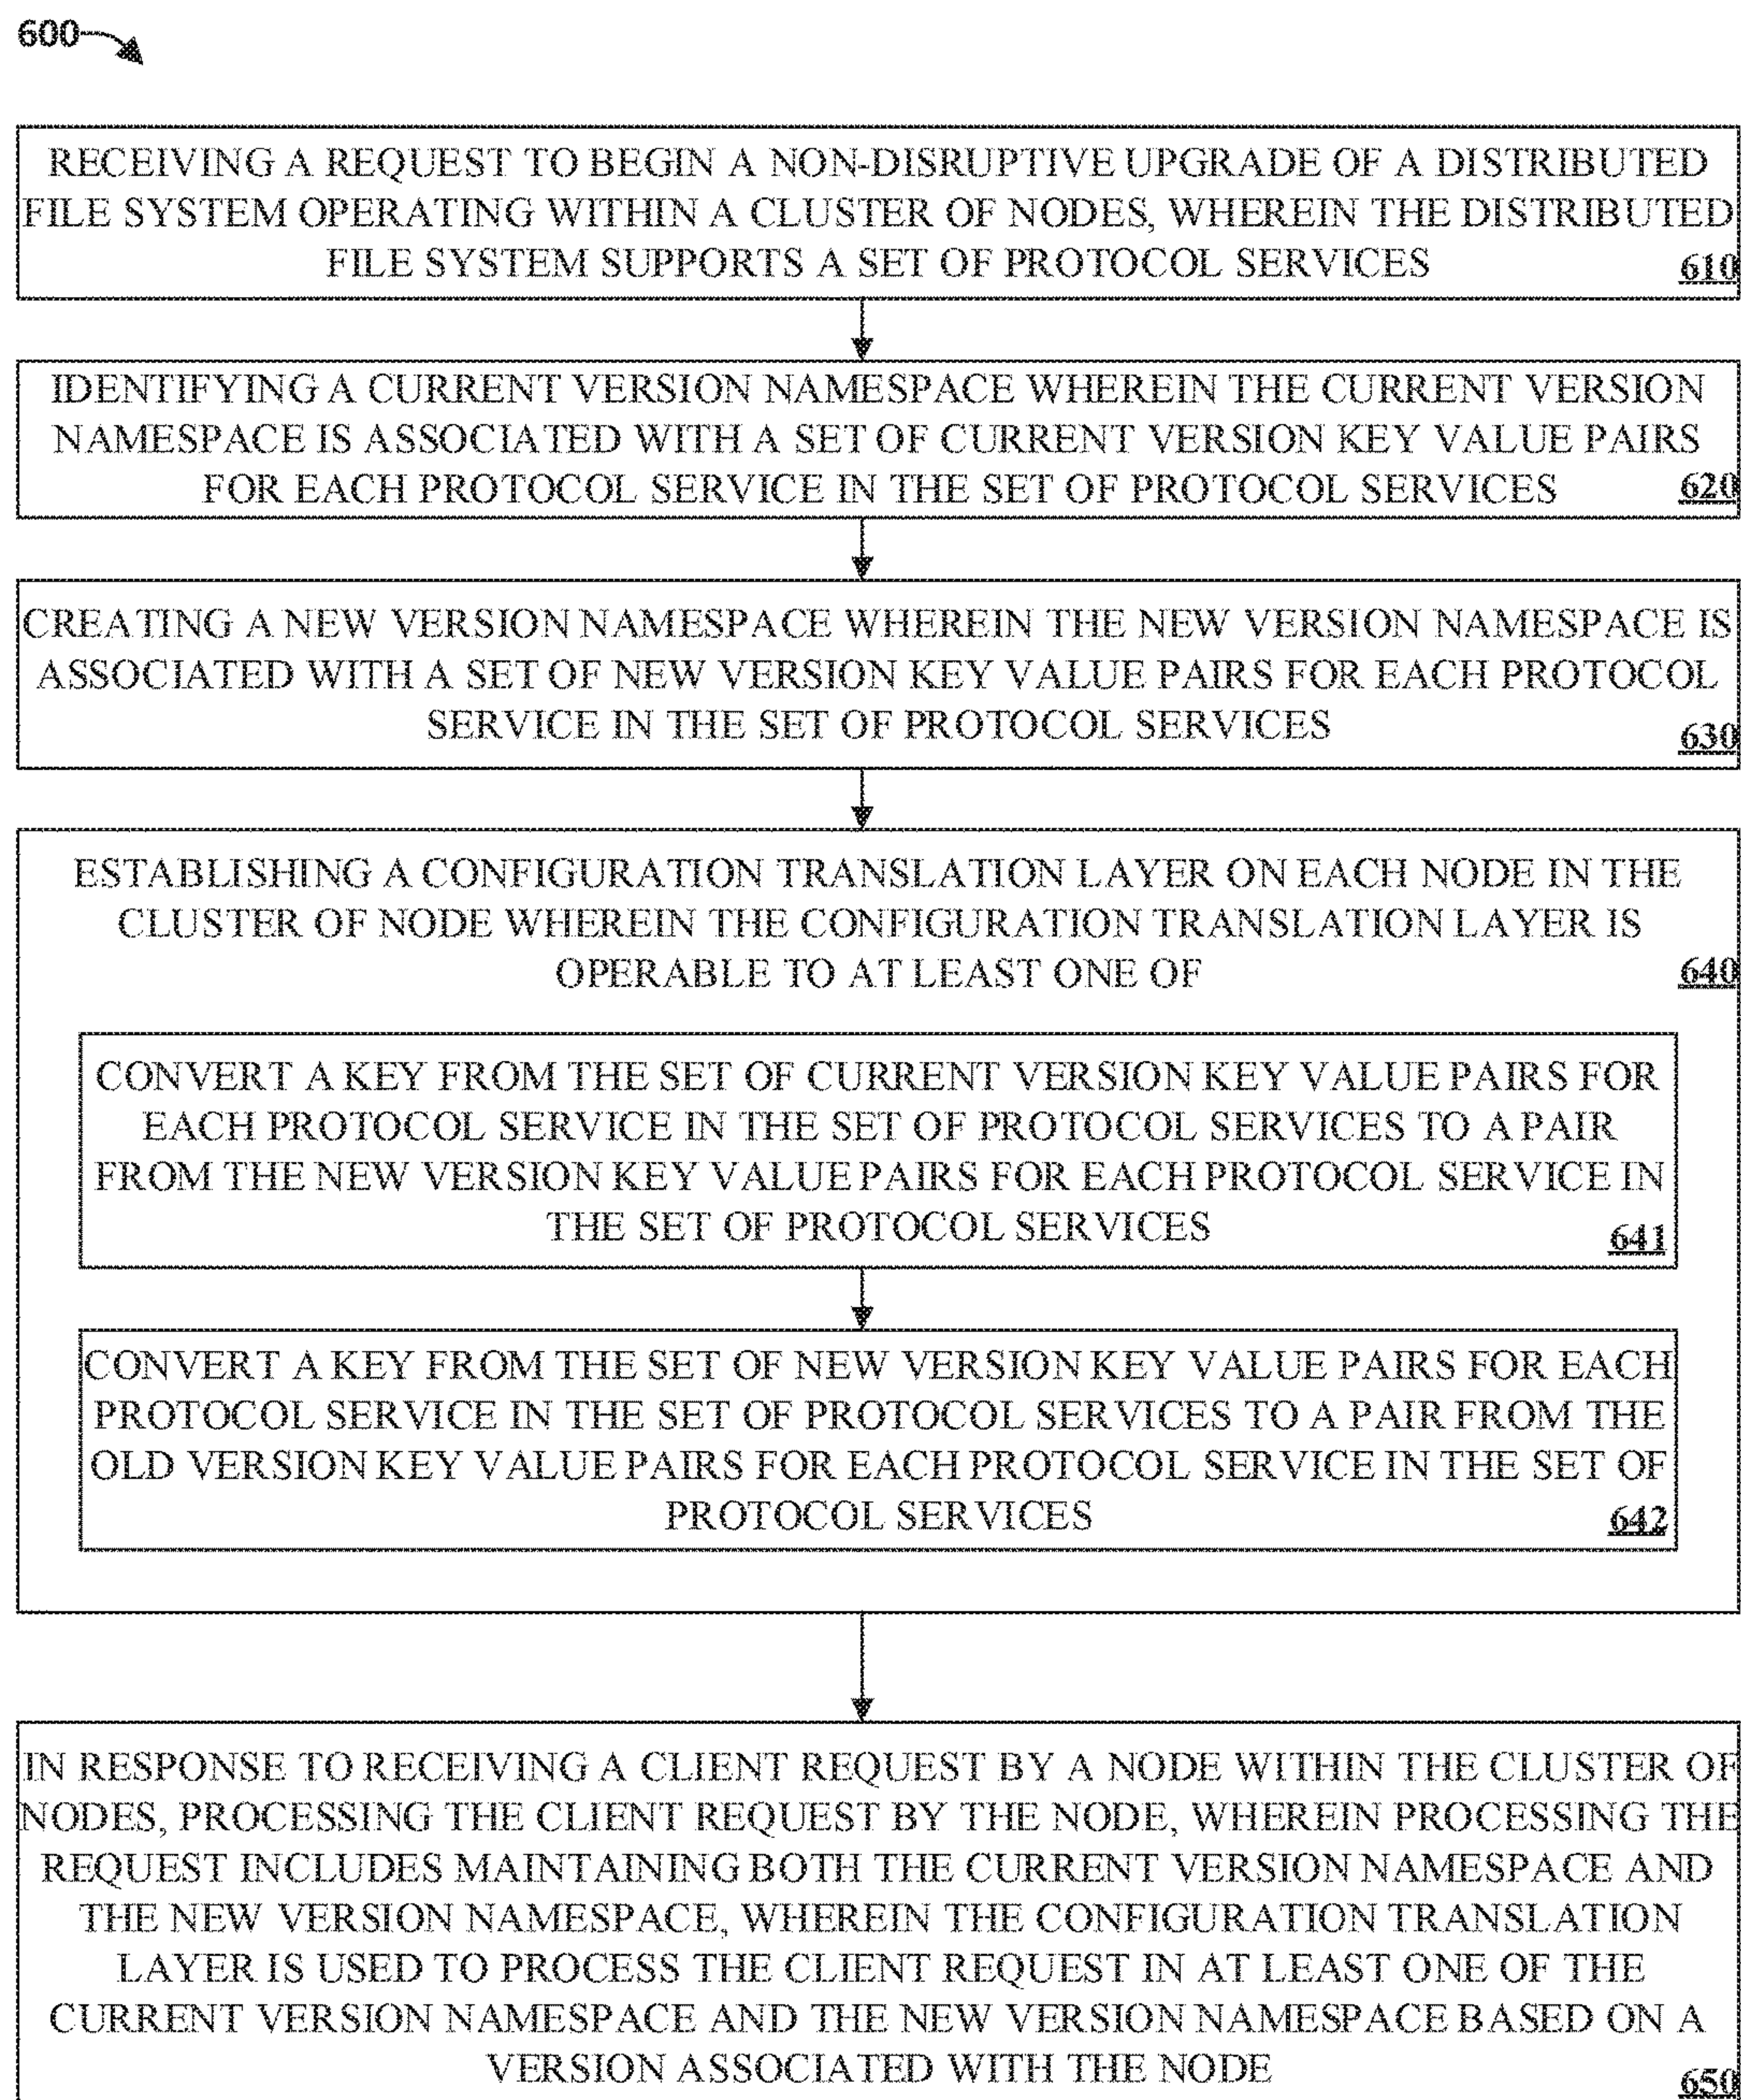 600
RECEIVING A REQUEST TO BEGIN A NON-DISRUPTIVE UPGRADE OF A DISTRIBUTED
FILE SYSTEM OPERATING WITHIN A CLUSTER OF NODES, WHEREIN THE DISTRIBUTED
FILE SYSTEM SUPPORTS A SET OF PROTOCOL SERVICES
610
IDENTIFYING A CURRENT VERSION NAMESPACE WHEREIN THE CURRENT VERSION
NAMESPACE IS ASSOCIATED WITH A SET OF CURRENT VERSION KEY VALUE PAIRS
FOR EACH PROTOCOL SERVICE IN THE SET OF PROTOCOL SERVICES
620
CREATING A NEW VERSION NAMESPACE WHEREIN THE NEW VERSION NAMESPACE IS
ASSOCIATED WITH A SET OF NEW VERSION KEY VALUE PAIRS FOR EACH PROTOCOL
SERVICE IN THE SET OF PROTOCOL SERVICES
630
ESTABLISHING A CONFIGURATION TRANSLATION LAYER ON EACH NODE IN THE
CLUSTER OF NODE WHEREIN THE CONFIGURATION TRANSLATION LAYER IS
OPERABLE TO AT LEAST ONE OF
640
CONVERT A KEY FROM THE SET OF CURRENT VERSION KEY VALUE PAIRS FOR
EACH PROTOCOL SERVICE IN THE SET OF PROTOCOL SERVICES TO A PAIR
FROM THE NEW VERSION KEY VALUE PAIRS FOR EACH PROTOCOL SERVICE IN
THE SET OF PROTOCOL SERVICES
641
CONVERT A KEY FROM THE SET OF NEW VERSION KEY VALUE PAIRS FOR EACH
PROTOCOL SERVICE IN THE SET OF PROTOCOL SERVICES TO A PAIR FROM THE
OLD VERSION KEY VALUE PAIRS FOR EACH PROTOCOL SERVICE IN THE SET OF
PROTOCOL SERVICES
642
IN RESPONSE TO RECEIVING A CLIENT REQUEST BY A NODE WITHIN THE CLUSTER OF
NODES, PROCESSING THE CLIENT REQUEST BY THE NODE, WHEREIN PROCESSING THE
REQUEST INCLUDES MAINTAINING BOTH THE CURRENT VERSION NAMESPACE AND
THE NEW VERSION NAMESPACE, WHEREIN THE CONFIGURATION TRANSLATION
LAYER IS USED TO PROCESS THE CLIENT REQUEST IN AT LEAST ONE OF THE
CURRENT VERSION NAMESPACE AND THE NEW VERSION NAMESPACE BASED ON A
VERSION ASSOCIATED WITH THE NODE
650